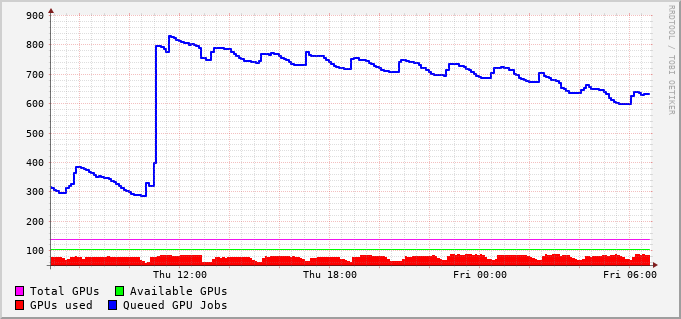 900
800
700
600
500
400
300
200
100
Thu 12:00 Thu 18:00 Fri 00:00 Fri 06:00
Total GPUs Available GPUs
GPUs used Queued GPU Jobs
RRDTOOL / TOBI OETIKER